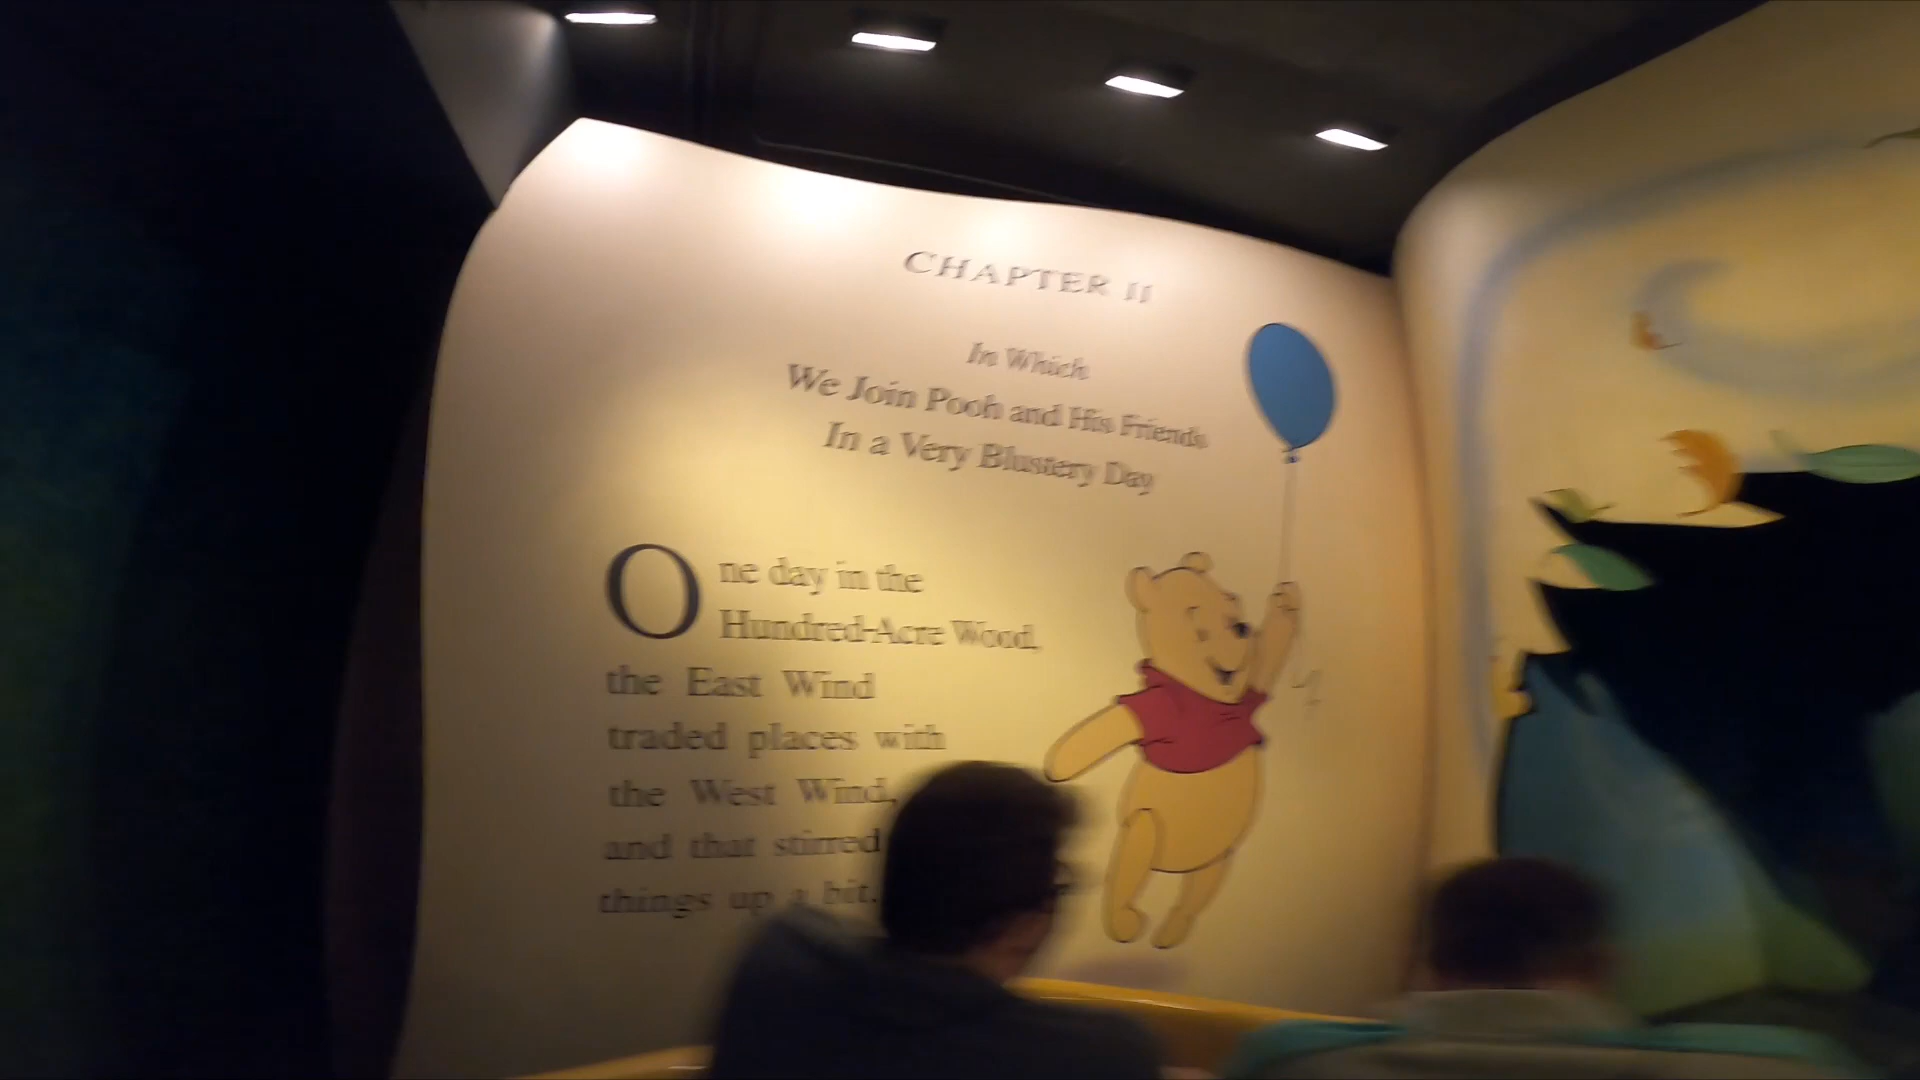 CHAPTER II
In Which
We Join Pooh and His Friends
In a Very Blustery Day
One day in the
Hundred-Acre Wood,
the East Wind
traded places with
the West Wind,
and that stirred
things up a bit.